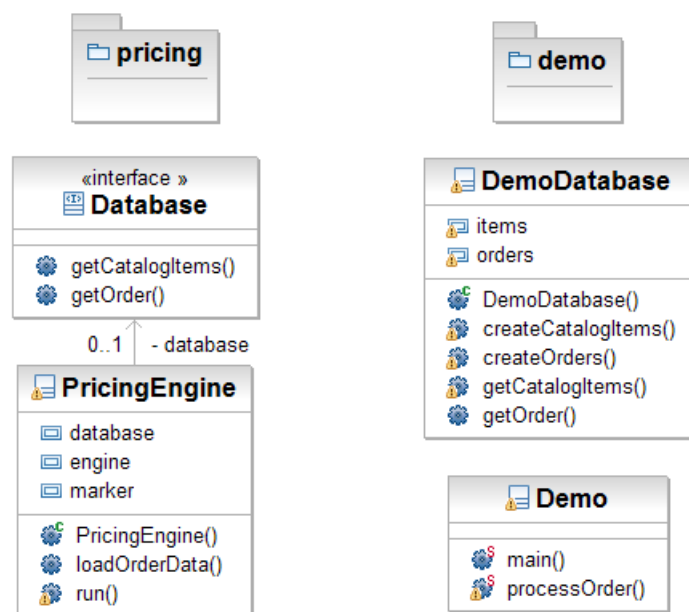 pricing
demo
«interface »
Database
getCatalogItems()
getOrder()
0..1 - database
PricingEngine
database
engine
marker
PricingEngine()
loadOrderData()
run()
DemoDatabase
items
orders
DemoDatabase()
createCatalogItems()
createOrders()
getCatalogItems()
getOrder()
Demo
main()
processOrder()